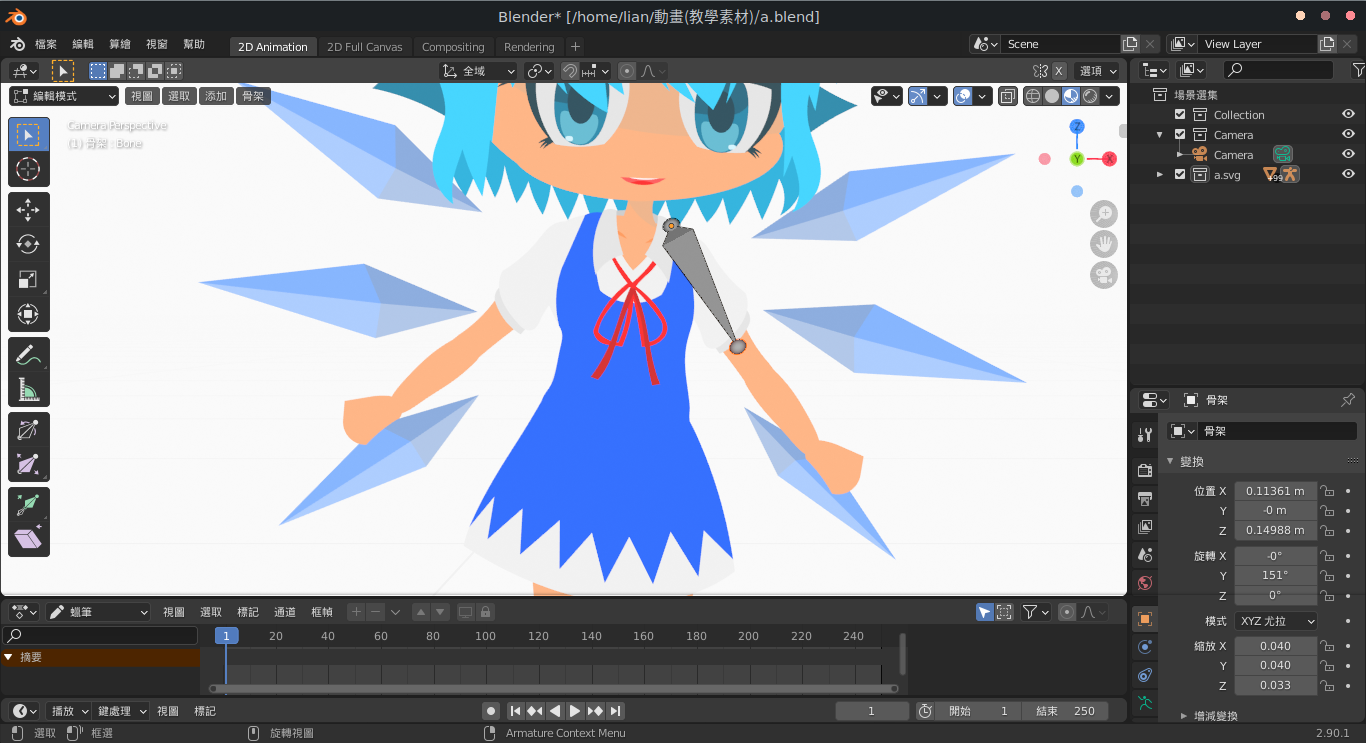 Blender* [/home/lian/動畫(教學素材)/a.blend]
檔案 編輯 算繪 視窗 幫助 2D Animation 2D Full Canvas Compositing Rendering + Scene View Layer
全域 X 選項
編輯模式 視圖 選取 添加 骨架
Camera Perspective
(1) 骨架 : Bone
Z
Y X
場景選集
Collection
Camera
Camera
a.svg +99
骨架
骨架
變換
位置 X 0.11361 m
Y -0 m
Z 0.14988 m
旋轉 X -0°
Y 151°
Z 0°
模式 XYZ 尤拉
縮放 X 0.040
Y 0.040
Z 0.033
增減變換
蠟筆 視圖 選取 標記 通道 框幀
1 20 40 60 80 100 120 140 160 180 200 220 240
摘要
播放 鍵處理 視圖 標記 1 開始 1 結束 250
選取 框選 旋轉視圖 Armature Context Menu 2.90.1